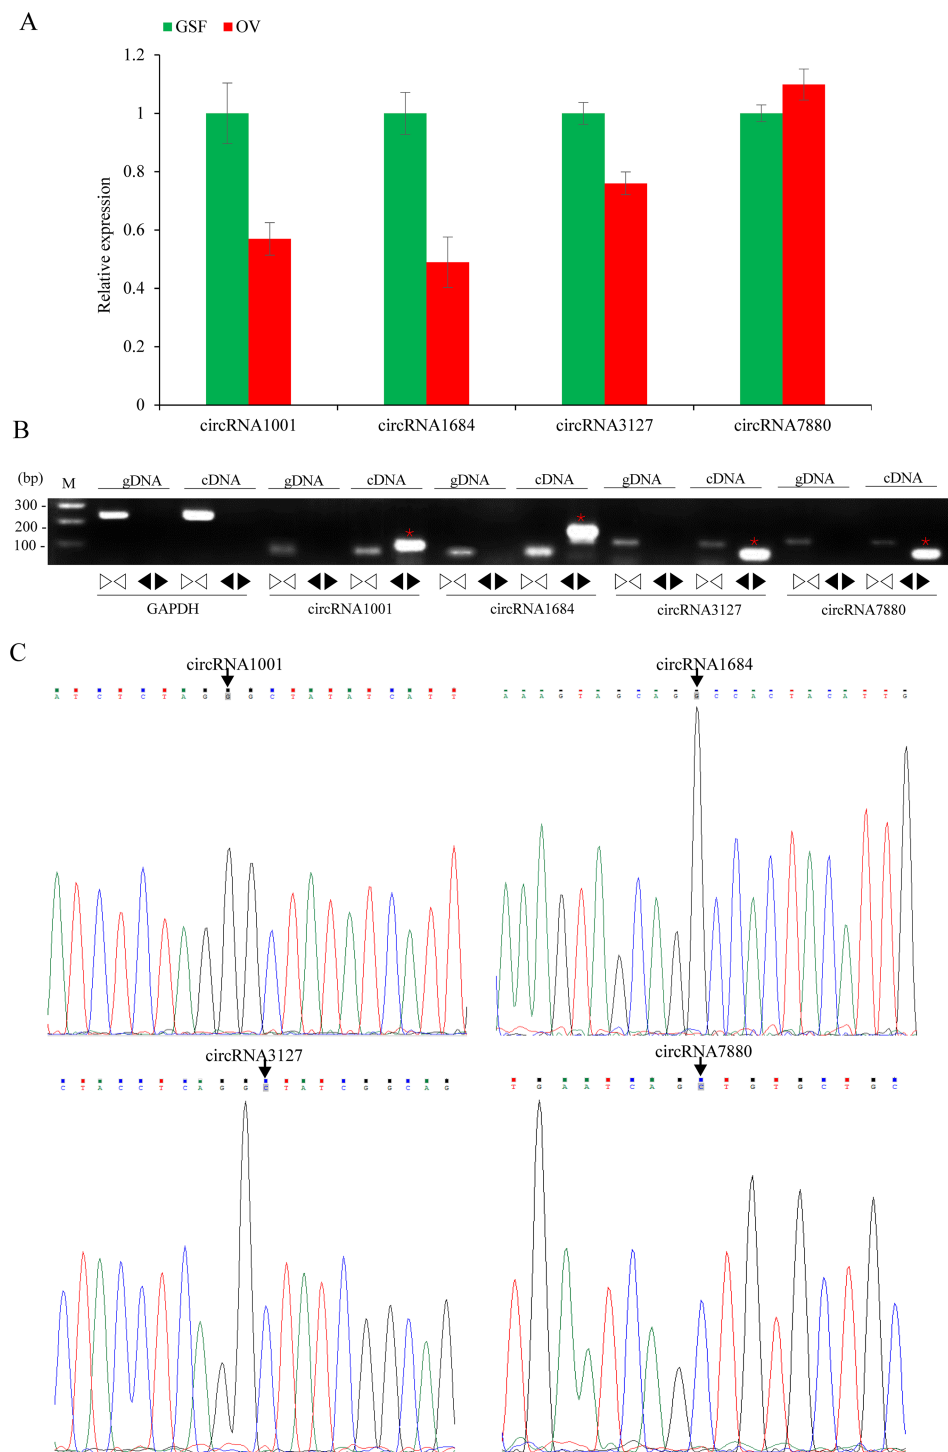 A
GSF OV
1.2
1
0.8
0.6
0.4
0.2
0
Relative expression
circRNA1001 circRNA1684 circRNA3127 circRNA7880
B
(bp) M gDNA cDNA gDNA cDNA gDNA cDNA gDNA cDNA gDNA cDNA
300 -
200 -
100 -
* * * *
GAPDH circRNA1001 circRNA1684 circRNA3127 circRNA7880
C
circRNA1001 circRNA1684
A T C T C T A G G G C T A T A T C A T T
A A A G T A G C A G G C C A C T A C A T T G
circRNA3127 circRNA7880
C T A C C T C A G G C T A T C G G C A G
T G A A T C A G C T G T G C T G C